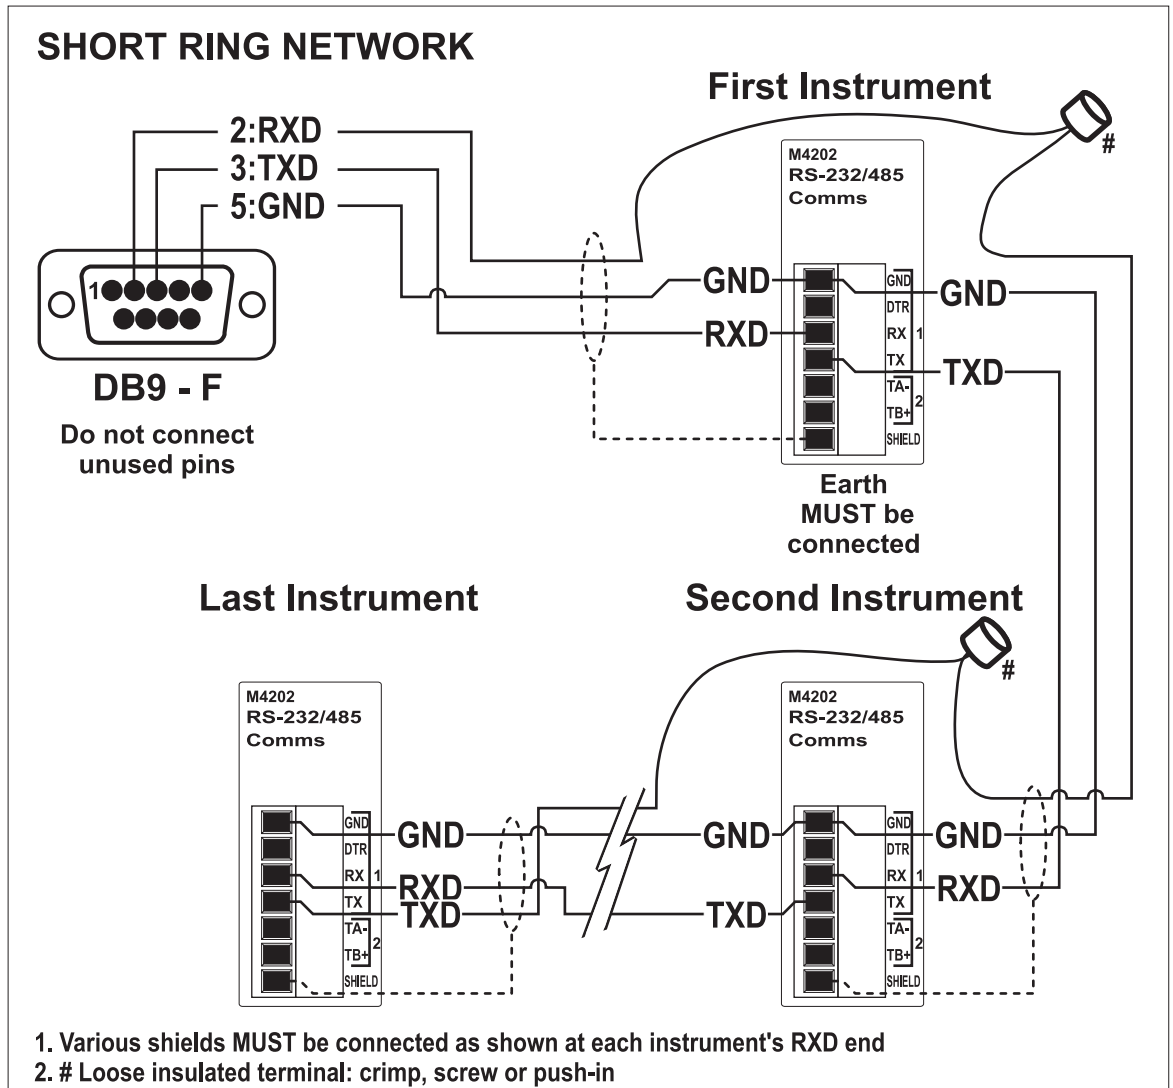 SHORT RING NETWORK
First Instrument
2:RXD
3:TXD
5:GND
#
M4202
RS-232/485
Comms
1
GND
GND
GND
DTR
RXD
RX 1
TX
TXD
TA-
2
TB+
SHIELD
DB9 - F
Do not connect
unused pins
Earth
MUST be
connected
Last Instrument
Second Instrument
#
M4202
RS-232/485
Comms
GND
DTR
RX 1
TX
TA-
2
TB+
SHIELD
GND
RXD
TXD
GND
TXD
M4202
RS-232/485
Comms
GND
DTR
RX 1
TX
TA-
2
TB+
SHIELD
GND
RXD
1. Various shields MUST be connected as shown at each instrument's RXD end
2. # Loose insulated terminal: crimp, screw or push-in